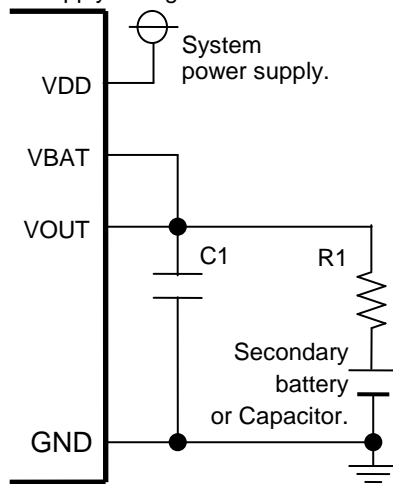 System
power supply.
VDD
VBAT
VOUT
C1
R1
Secondary
battery
or Capacitor.
GND